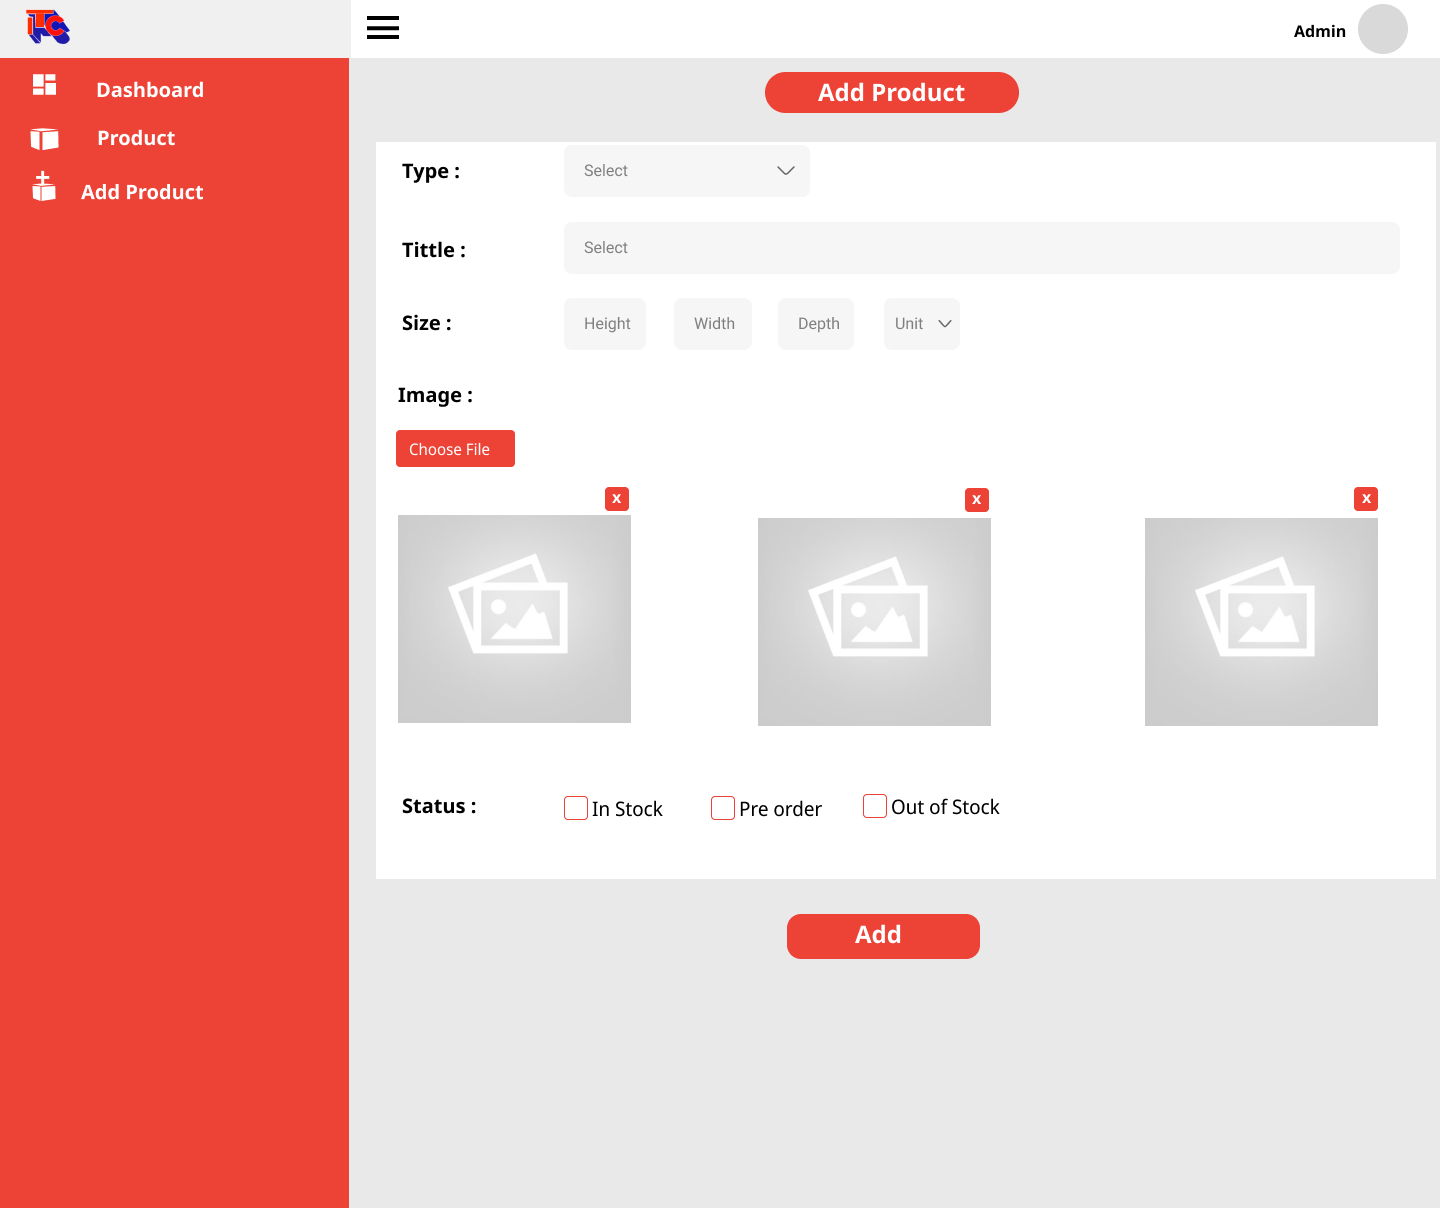 ITCC
Admin
Dashboard
Product
Add Product
Add Product
Type :
Select
Tittle :
Select
Size :
Height
Width
Depth
Unit
Image :
Choose File
x
x
x
Status :
In Stock
Pre order
Out of Stock
Add